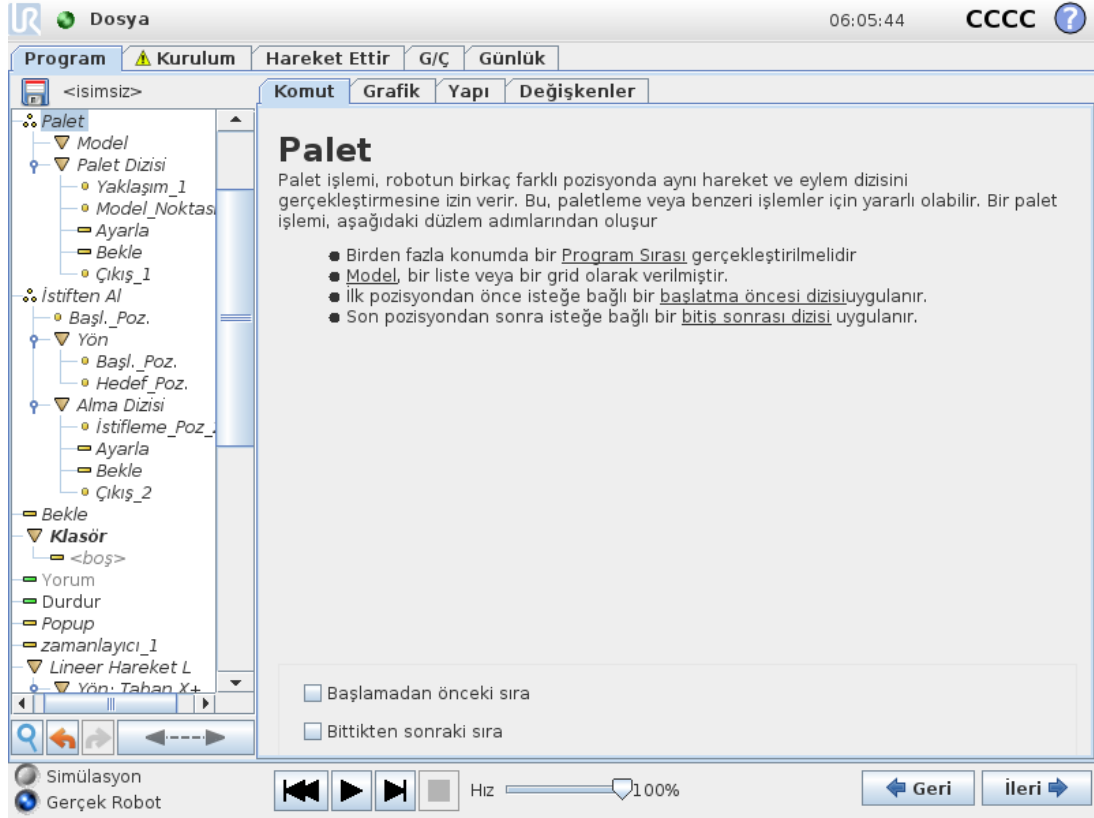 UR
Dosya
06:05:44
CCCC
?
Program
Kurulum
Hareket Ettir
G/Ç
Günlük
<isimsiz>
Komut
Grafik
Yapı
Değişkenler
Palet
Model
Palet Dizisi
Yaklaşım_1
Model_Noktas
Ayarla
Bekle
Çıkış_1
İstiften Al
Başl._Poz.
Yön
Başl._Poz.
Hedef_Poz.
Alma Dizisi
İstifleme_Poz_
Ayarla
Bekle
Çıkış_2
Bekle
Klasör
<boş>
Yorum
Durdur
Popup
zamanlayıcı_1
Lineer Hareket L
Yön: Taban X+
Palet
Palet işlemi, robotun birkaç farklı pozisyonda aynı hareket ve eylem dizisini
gerçekleştirmesine izin verir. Bu, paletleme veya benzeri işlemler için yararlı olabilir. Bir palet
işlemi, aşağıdaki düzlem adımlarından oluşur
Birden fazla konumda bir Program Sırası gerçekleştirilmelidir
Model, bir liste veya bir grid olarak verilmiştir.
İlk pozisyondan önce isteğe bağlı bir başlatma öncesi dizisiuygulanır.
Son pozisyondan sonra isteğe bağlı bir bitiş sonrası dizisi uygulanır.
Başlamadan önceki sıra
Bittikten sonraki sıra
Simülasyon
Gerçek Robot
Hız
100%
Geri
İleri